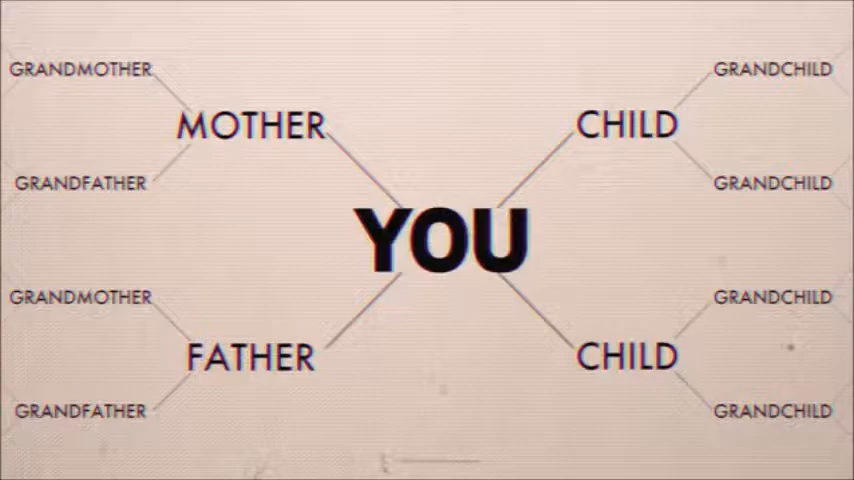 GRANDMOTHER
GRANDCHILD
MOTHER
CHILD
GRANDFATHER
GRANDCHILD
YOU
GRANDMOTHER
GRANDCHILD
FATHER
CHILD
GRANDFATHER
GRANDCHILD